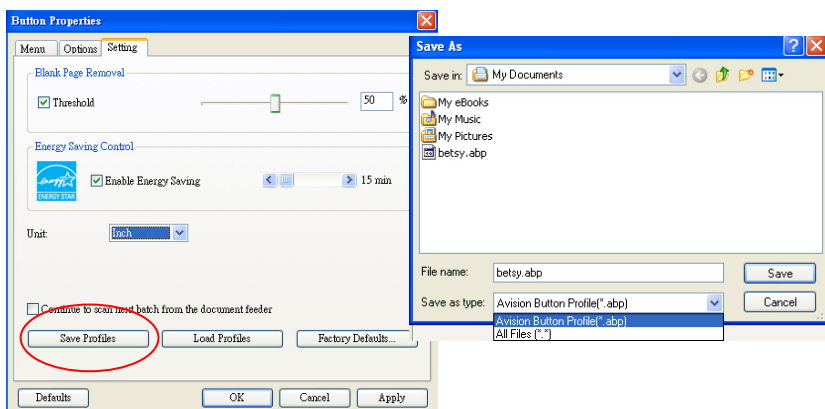 Button Properties
Menu Options Setting
Blank Page Removal
Threshold 50 %
Energy Saving Control
energy ENERGY STAR
Enable Energy Saving 15 min
Unit: Inch
Continue to scan next batch from the document feeder
Save Profiles Load Profiles Factory Defaults...
Defaults OK Cancel Apply
Save As
Save in: My Documents
My eBooks
My Music
My Pictures
betsy.abp
File name: betsy.abp Save
Save as type: Avision Button Profile(*.abp) Cancel
Avision Button Profile(*.abp)
All Files (*.*)